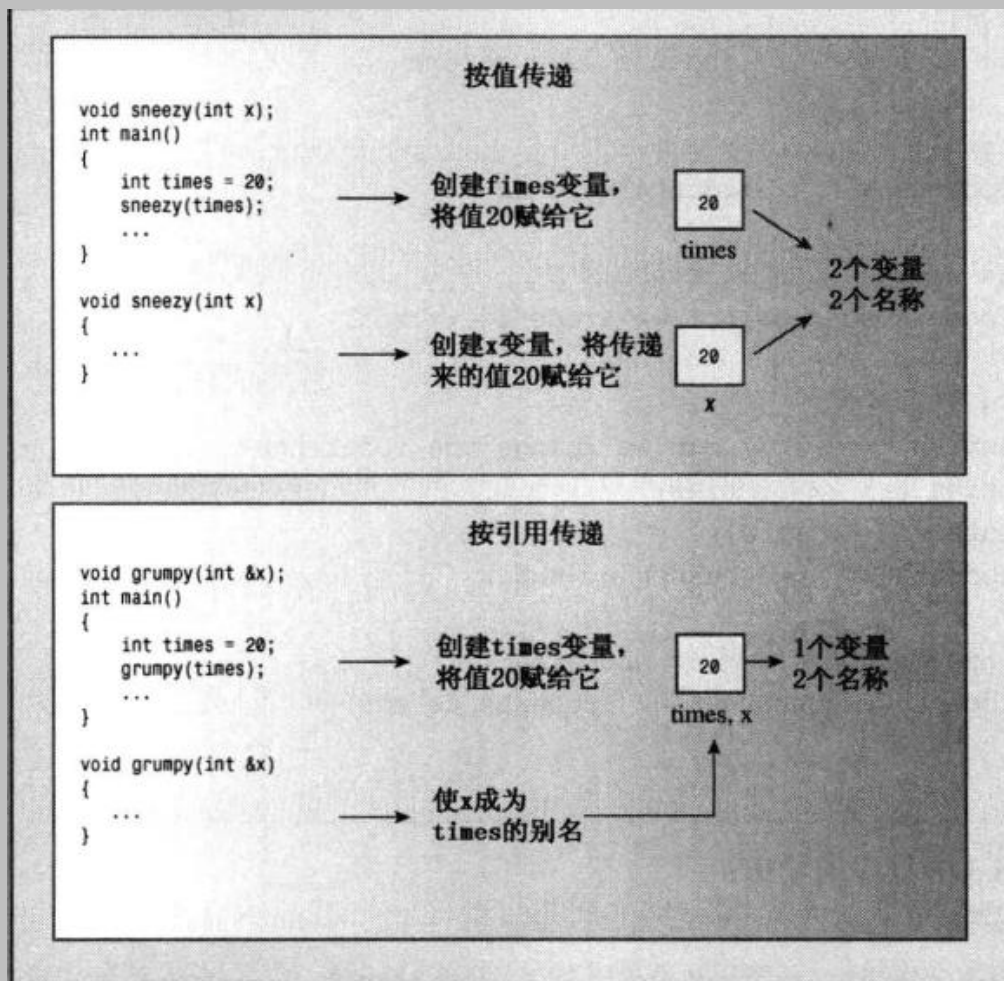 按值传递
void sneezy(int x);
int main()
{
int times = 20;
sneezy(times);
...
}
void sneezy(int x)
{
...
}
创建fimes变量，
将值20赋给它
20
times
创建x变量，将传递
来的值20赋给它
20
x
2个变量
2个名称
按引用传递
void grumpy(int &x);
int main()
{
int times = 20;
grumpy(times);
...
}
void grumpy(int &x)
{
...
}
创建times变量，
将值20赋给它
20
times, x
1个变量
2个名称
使x成为
times的别名